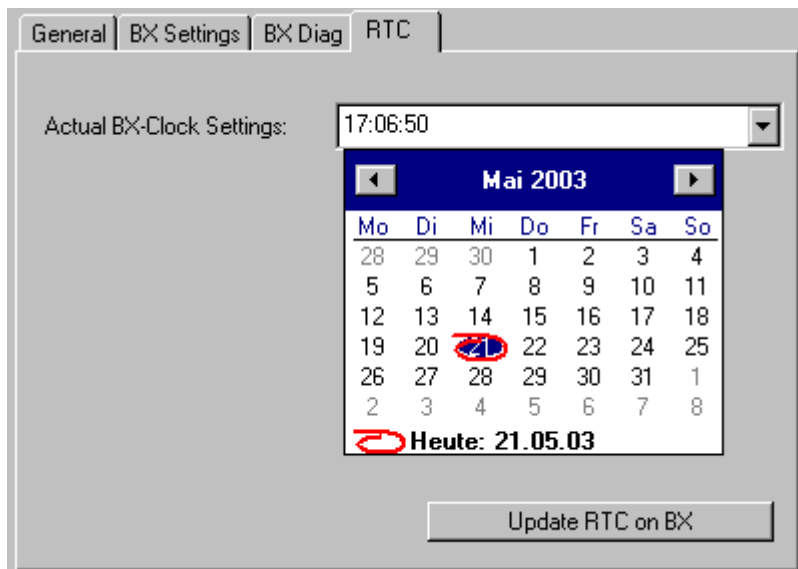 General BX Settings BX Diag RTC
Actual BX-Clock Settings: 17:06:50
Mai 2003
Mo Di Mi Do Fr Sa So
28 29 30 1 2 3 4
5 6 7 8 9 10 11
12 13 14 15 16 17 18
19 20 21 22 23 24 25
26 27 28 29 30 31 1
2 3 4 5 6 7 8
Heute: 21.05.03
Update RTC on BX